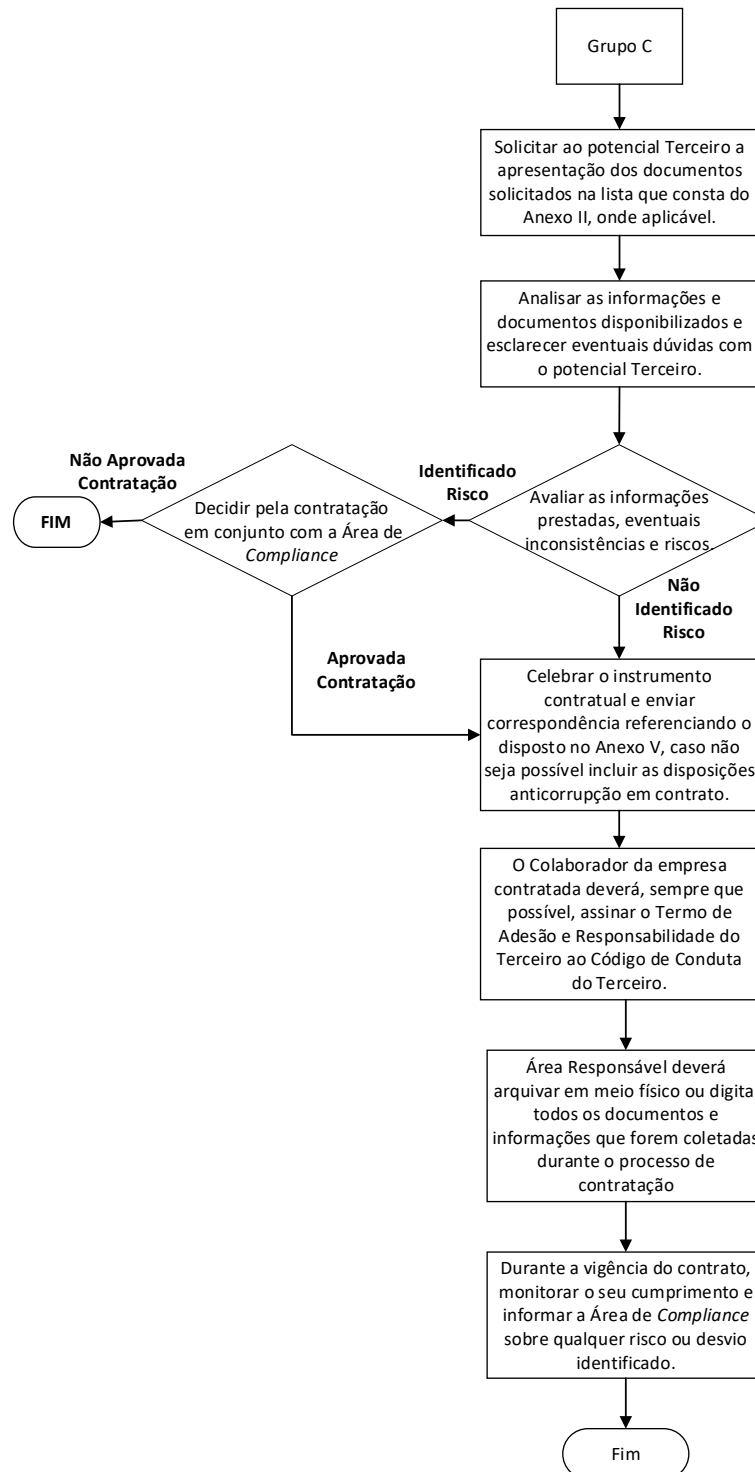 Grupo C
Solicitar ao potencial Terceiro a
apresentação dos documentos
solicitados na lista que consta do
Anexo II, onde aplicável.
Analisar as informações e
documentos disponibilizados e
esclarecer eventuais dúvidas com
o potencial Terceiro.
Avaliar as informações
prestadas, eventuais
inconsistências e riscos.
Identificado
Risco
Decidir pela contratação
em conjunto com a Área de
Compliance
Não Aprovada
Contratação
FIM
Não
Identificado
Risco
Aprovada
Contratação
Celebrar o instrumento
contratual e enviar
correspondência referenciando o
disposto no Anexo V, caso não
seja possível incluir as disposições
anticorrupção em contrato.
O Colaborador da empresa
contratada deverá, sempre que
possível, assinar o Termo de
Adesão e Responsabilidade do
Terceiro ao Código de Conduta
do Terceiro.
Área Responsável deverá
arquivar em meio físico ou digita
todos os documentos e
informações que forem coletadas
durante o processo de
contratação
Durante a vigência do contrato,
monitorar o seu cumprimento e
informar a Área de Compliance
sobre qualquer risco ou desvio
identificado.
Fim